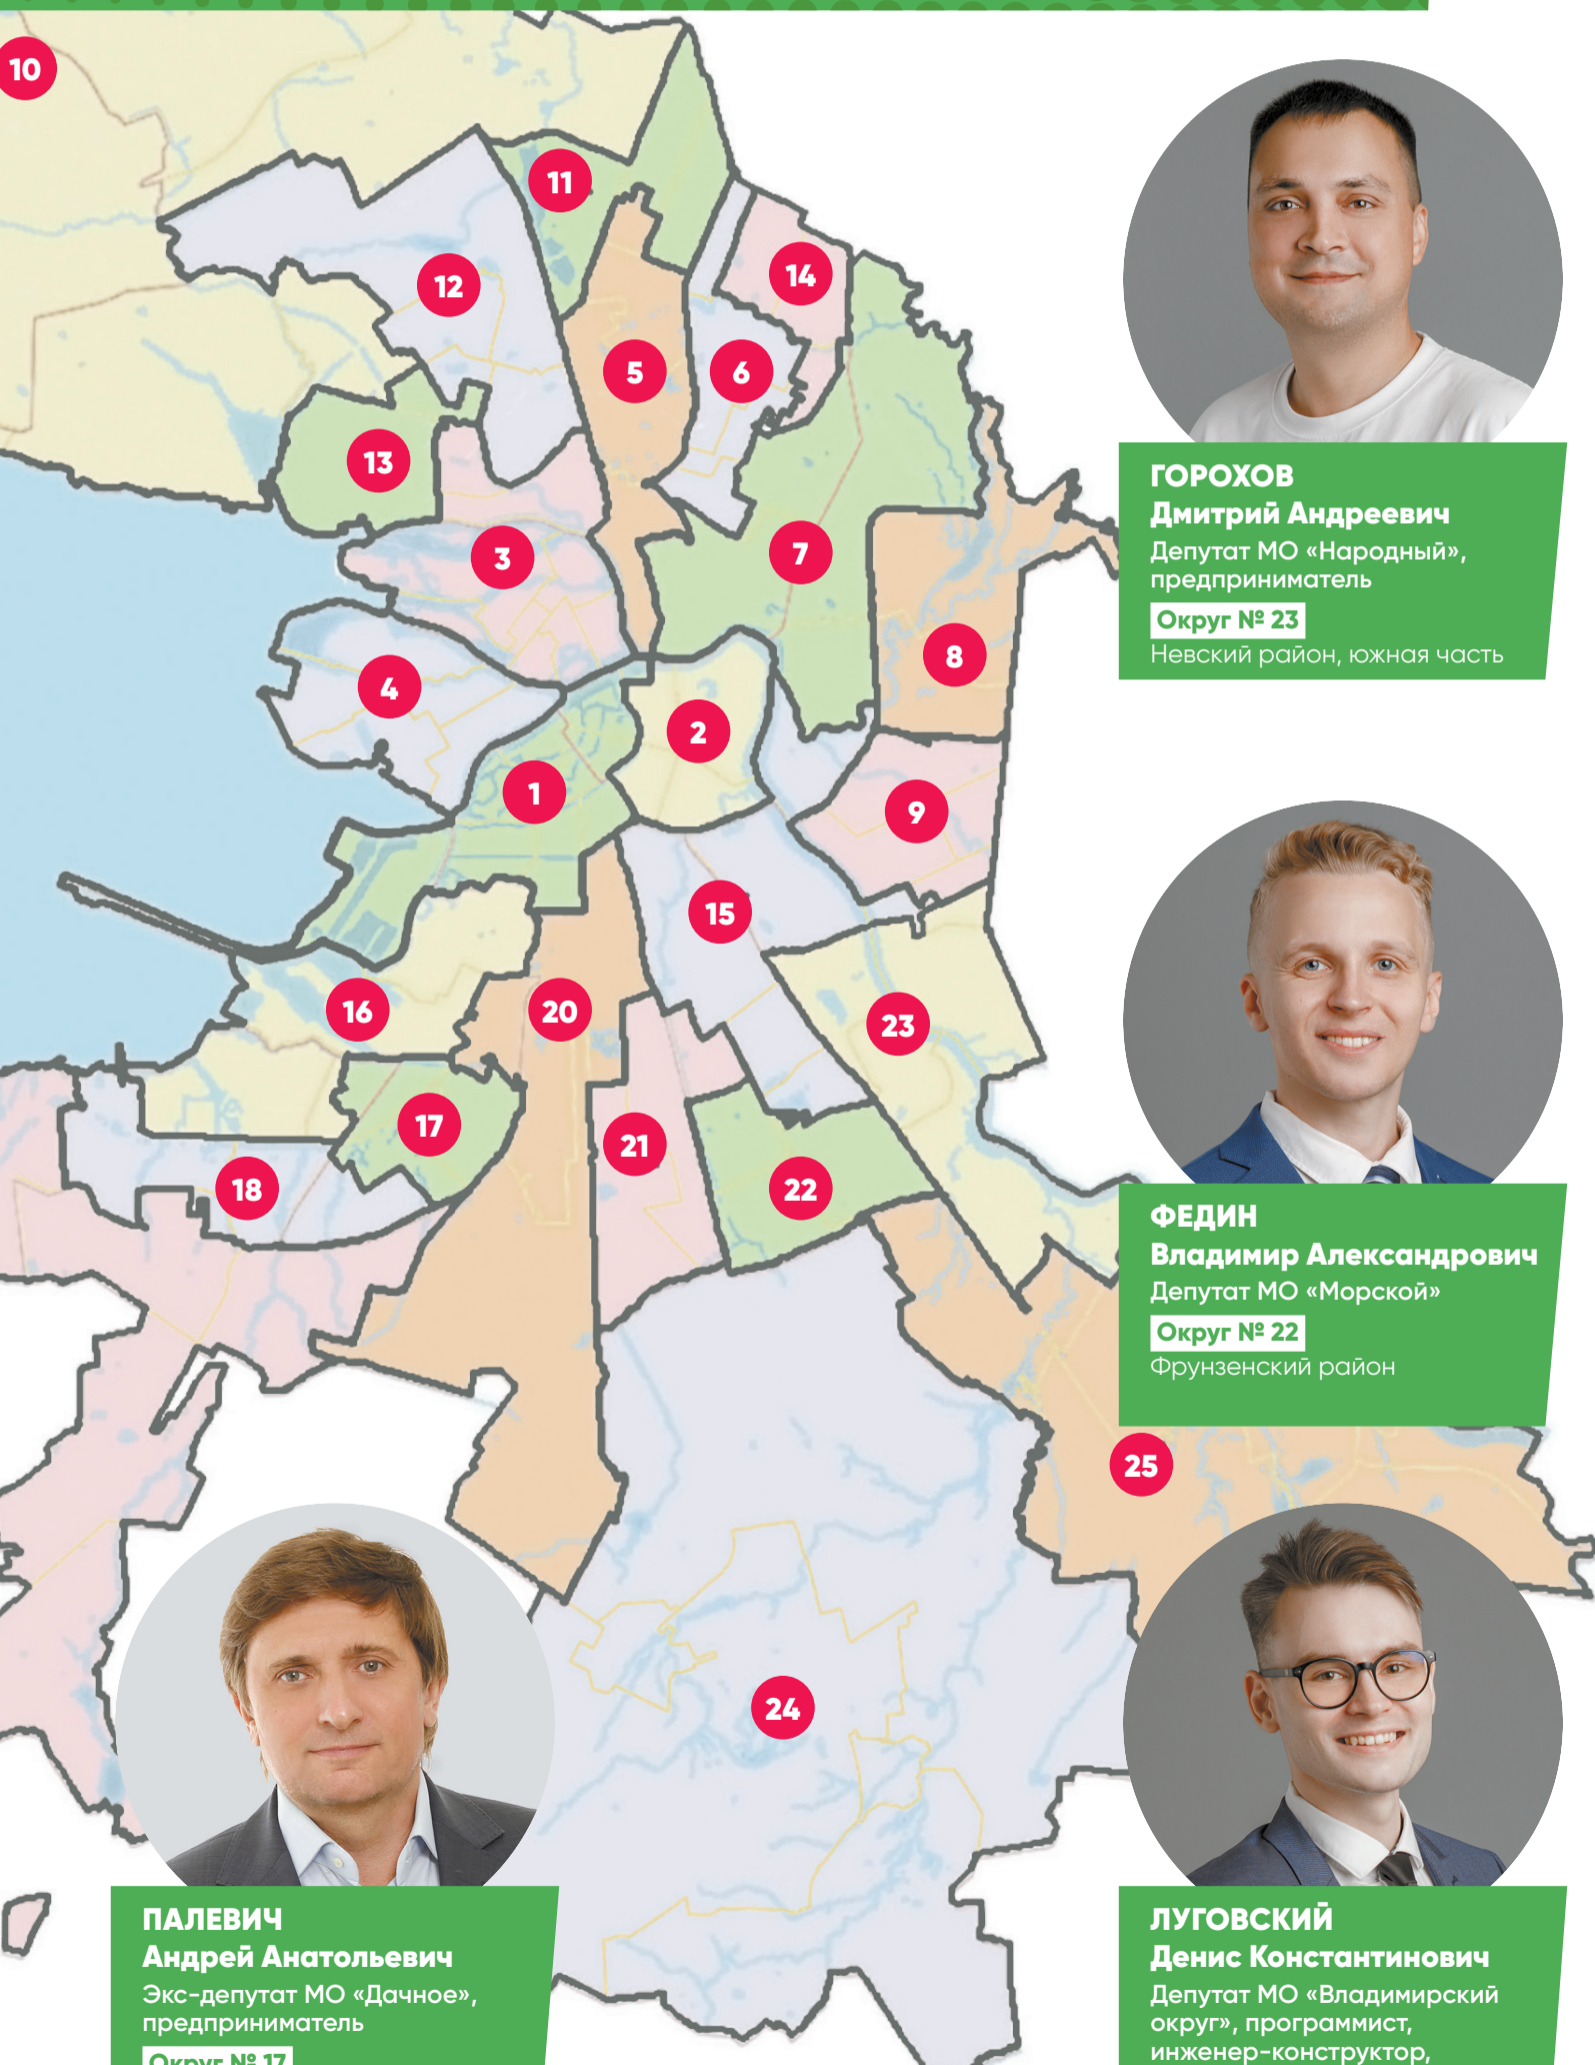 10
11
12
14
5
6
13
3
7
8
4
2
1
9
15
16
20
23
17
21
18
22
25
24
ГОРОХОВ
Дмитрий Андреевич
Депутат МО «Народный»,
предприниматель
Округ № 23
Невский район, южная часть
ФЕДИН
Владимир Александрович
Депутат МО «Морской»
Округ № 22
Фрунзенский район
ПАЛЕВИЧ
Андрей Анатольевич
Экс-депутат МО «Дачное»,
предприниматель
Округ № 17
ЛУГОВСКИЙ
Денис Константинович
Депутат МО «Владимирский
округ», программист,
инженер-конструктор,